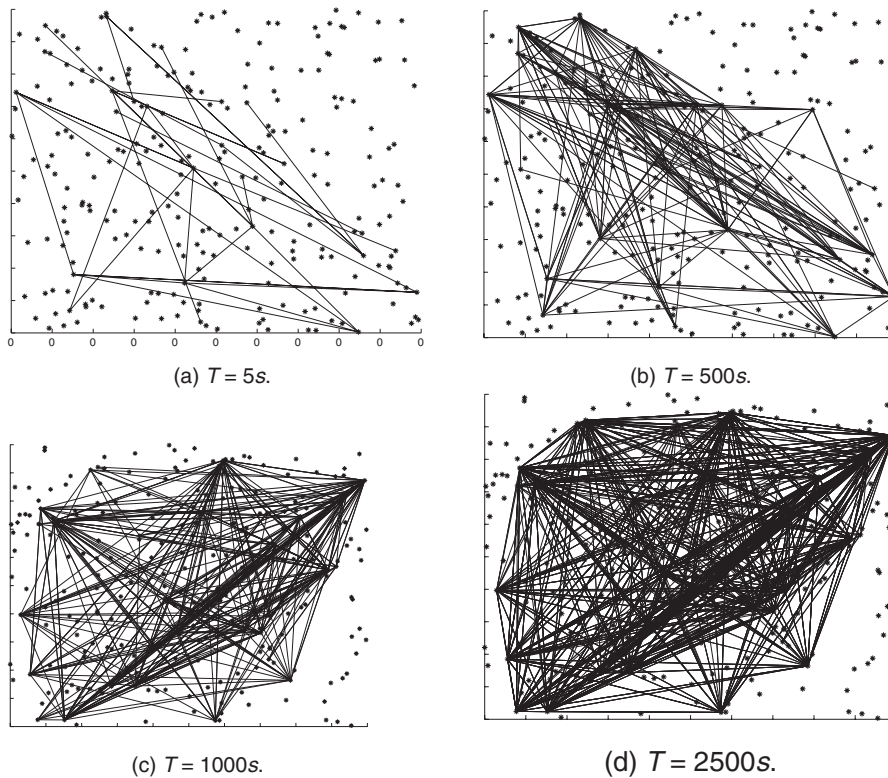 0 0 0 0 0 0 0 0 0 0 0
(a) T = 5s.
(b) T = 500s.
(c) T = 1000s.
(d) T = 2500s.